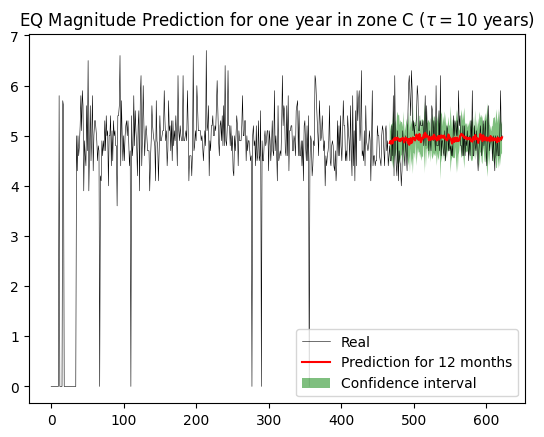 EQ Magnitude Prediction for one year in zone C (τ = 10 years)
7
6
5
4
3
2
1
0
Real
Prediction for 12 months
Confidence interval
0 100 200 300 400 500 600